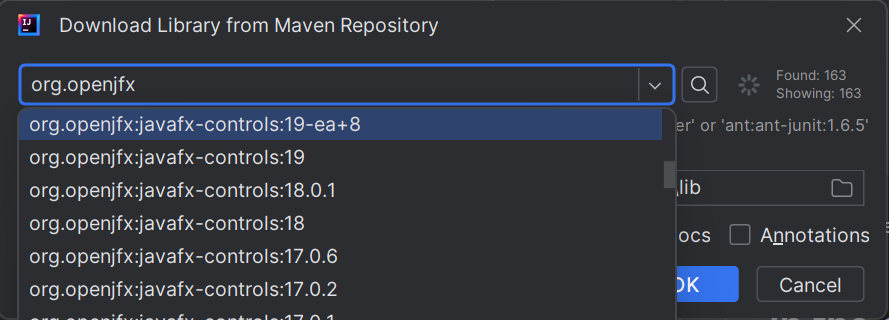 Download Library from Maven Repository
org.openjfx
Found: 163
Showing: 163
org.openjfx:javafx-controls:19-ea+8
er' or 'ant:ant-junit:1.6.5'
org.openjfx:javafx-controls:19
org.openjfx:javafx-controls:18.0.1
lib
org.openjfx:javafx-controls:18
ocs
Annotations
org.openjfx:javafx-controls:17.0.6
org.openjfx:javafx-controls:17.0.2
OK
Cancel